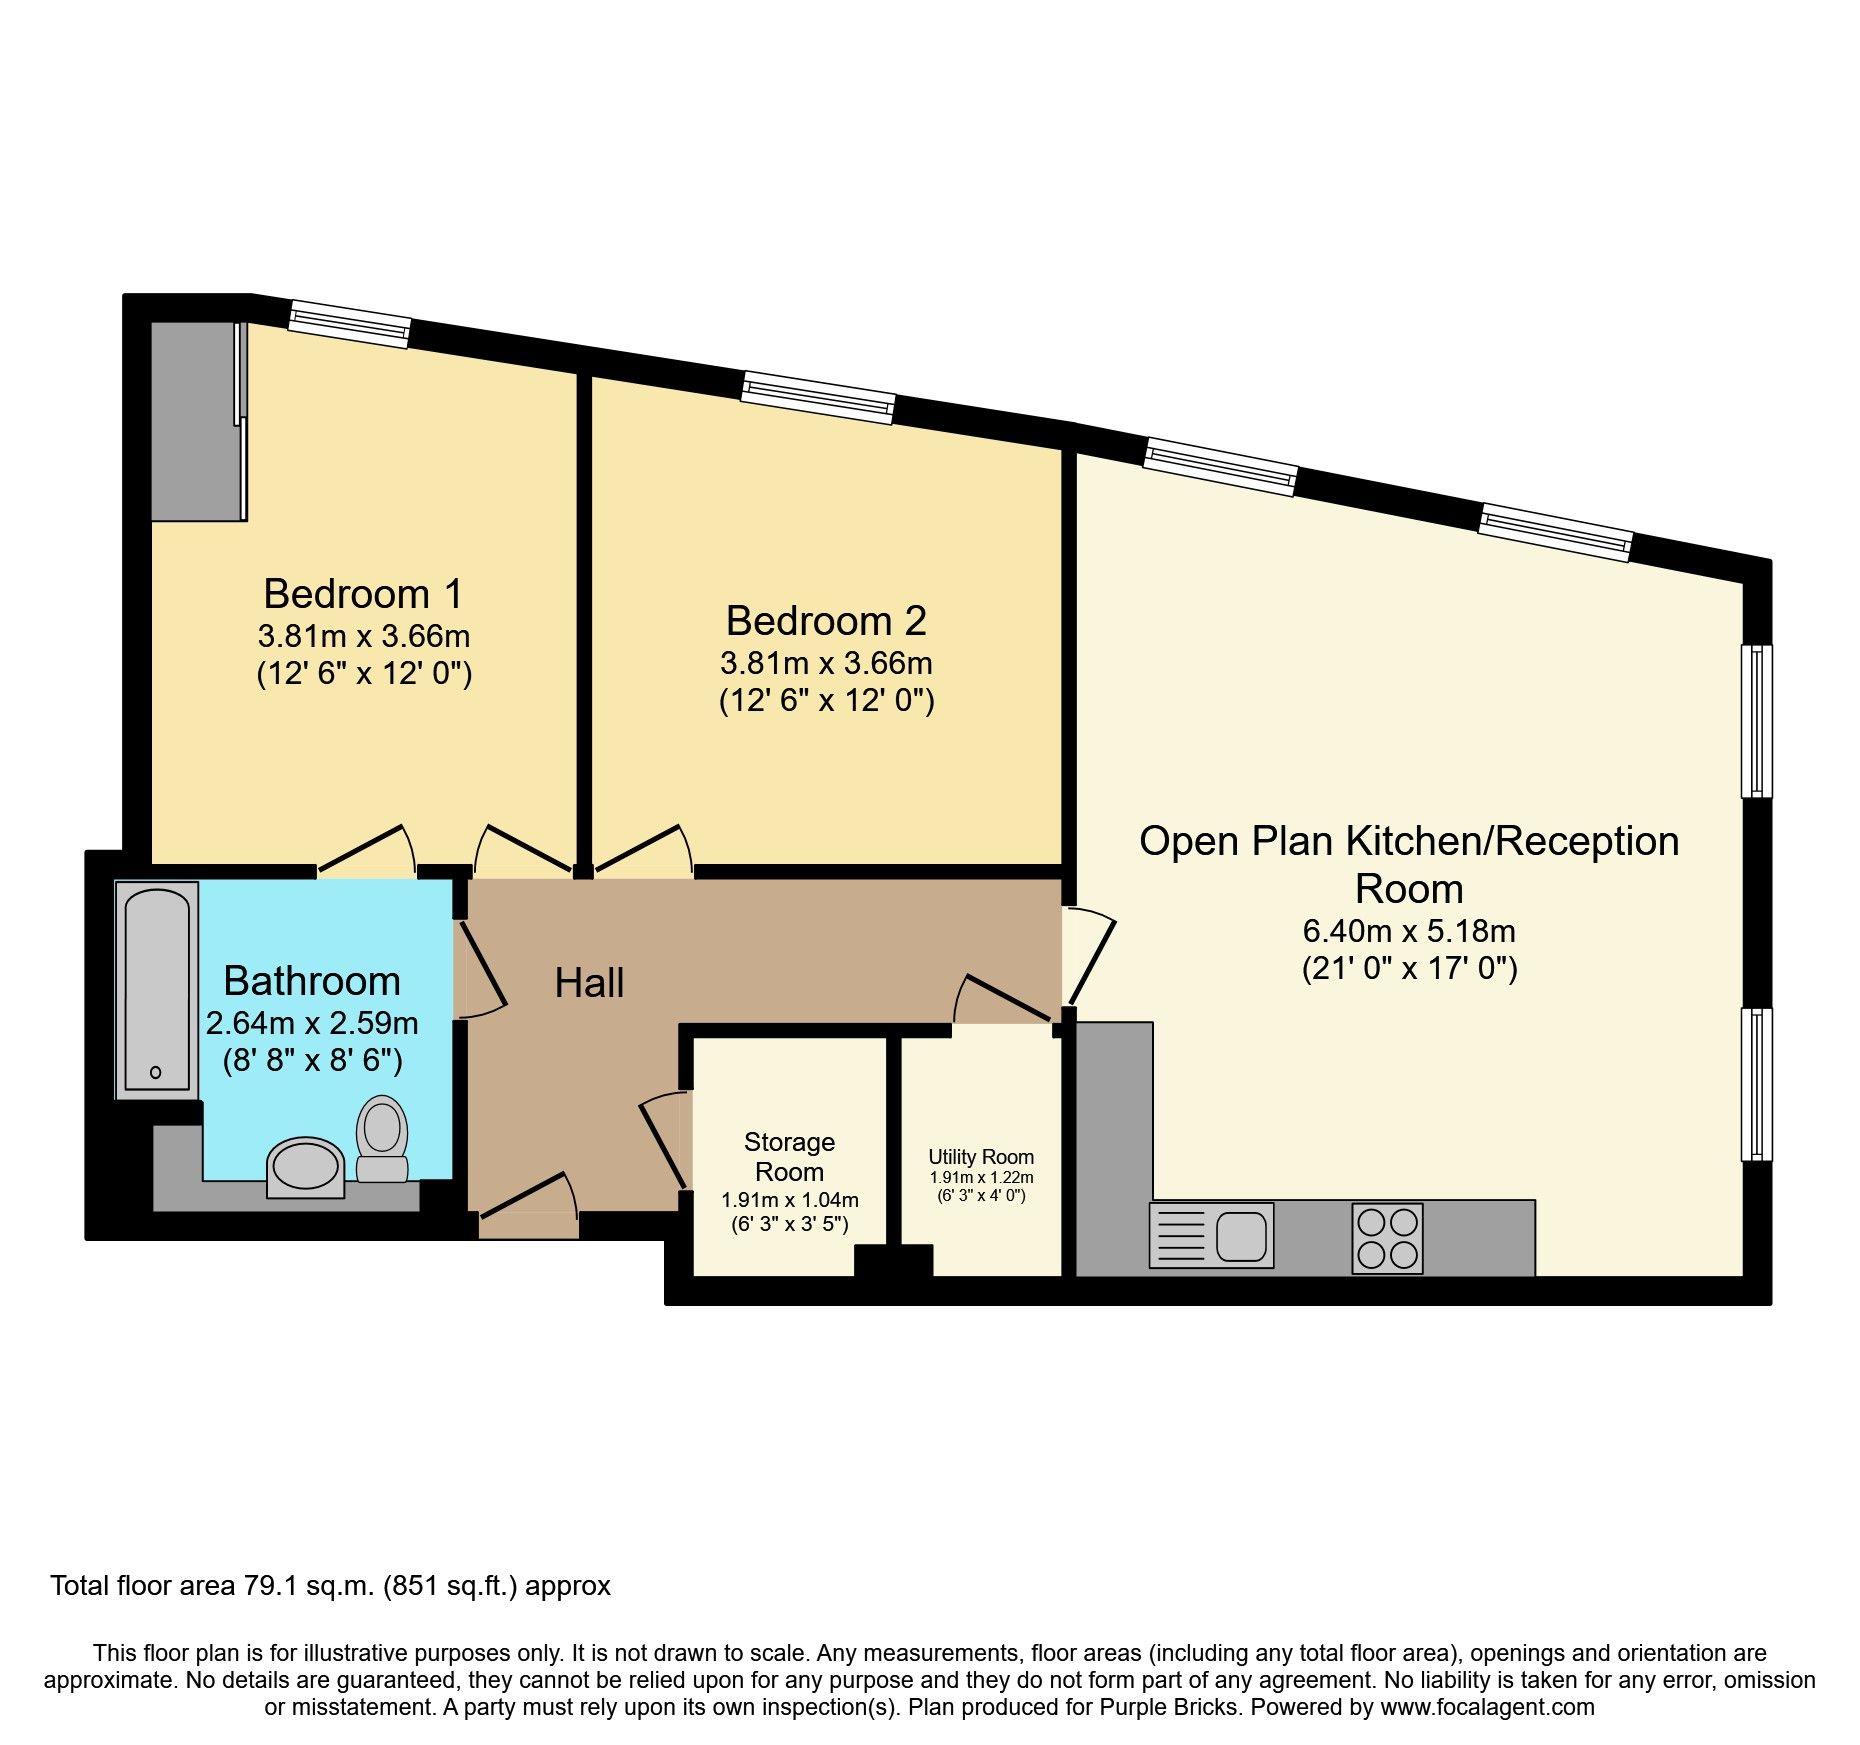 Bedroom 1
3.81m x 3.66m
(12' 6" x 12' 0")
Bedroom 2
3.81m x 3.66m
(12' 6" x 12' 0")
Open Plan Kitchen/Reception
Room
6.40m x 5.18m
(21' 0" x 17' 0")
Bathroom
2.64m x 2.59m
(8' 8" x 8' 6")
Hall
Storage
Room
1.91m x 1.04m
(6' 3" x 3' 5")
Utility Room
1.91m x 1.22m
(6' 3" x 4' 0")
Total floor area 79.1 sq.m. (851 sq.ft.) approx
This floor plan is for illustrative purposes only. It is not drawn to scale. Any measurements, floor areas (including any total floor area), openings and orientation are
approximate. No details are guaranteed, they cannot be relied upon for any purpose and they do not form part of any agreement. No liability is taken for any error, omission
or misstatement. A party must rely upon its own inspection(s). Plan produced for Purple Bricks. Powered by www.focalagent.com